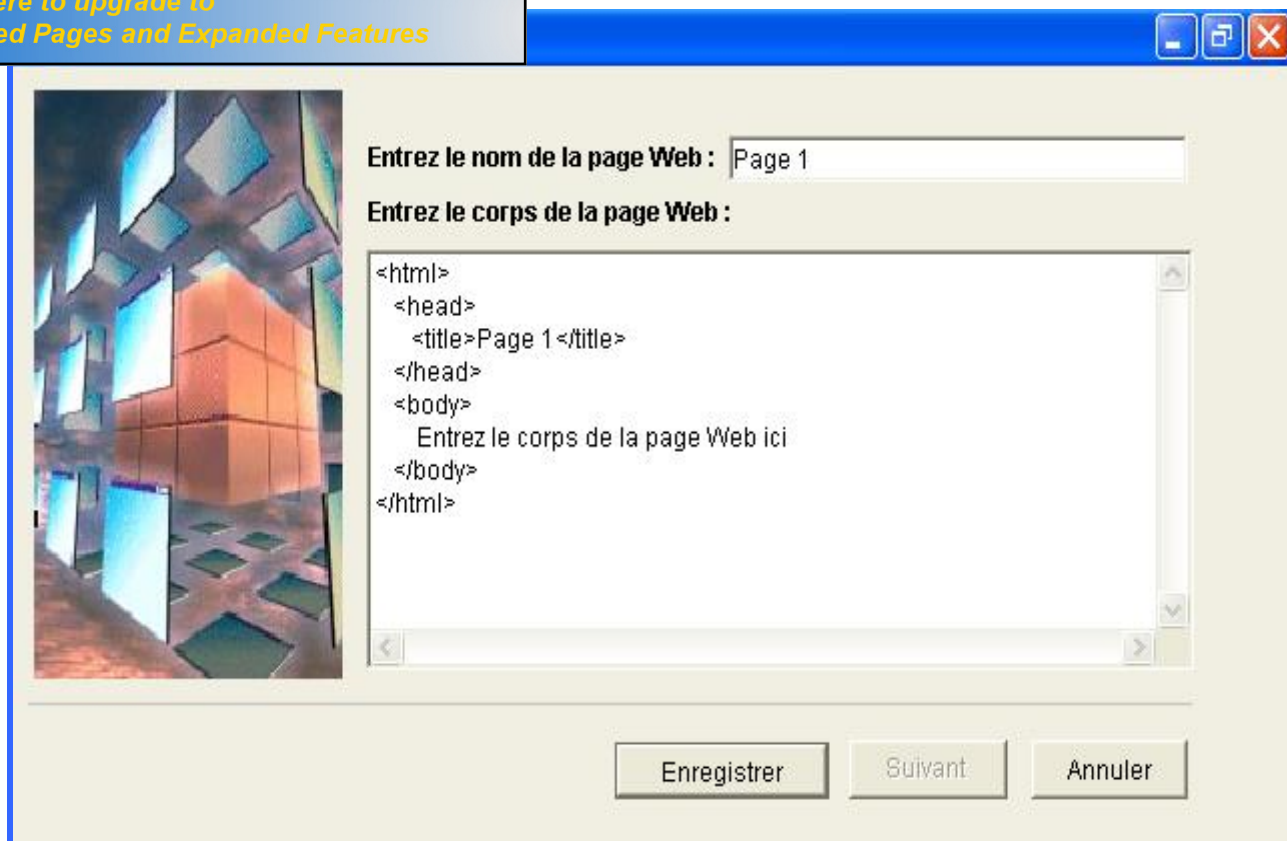 to upgrade to
Pages and Expanded Features
Entrez le nom de la page Web : Page 1
Entrez le corps de la page Web :
<html>
<head>
<title>Page 1</title>
</head>
<body>
Entrez le corps de la page Web ici
</body>
</html>
Enregistrer Suivant Annuler